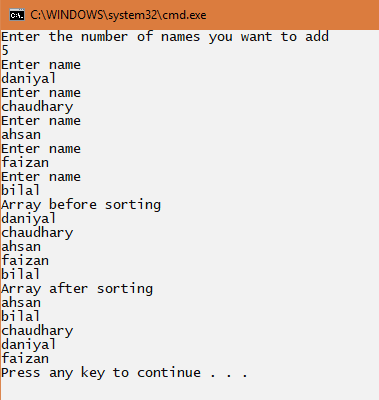 C:\WINDOWS\system32\cmd.exe
Enter the number of names you want to add
5
Enter name
daniyal
Enter name
chaudhary
Enter name
ahsan
Enter name
faizan
Enter name
bilal
Array before sorting
daniyal
chaudhary
ahsan
faizan
bilal
Array after sorting
ahsan
bilal
chaudhary
daniyal
faizan
Press any key to continue . . .